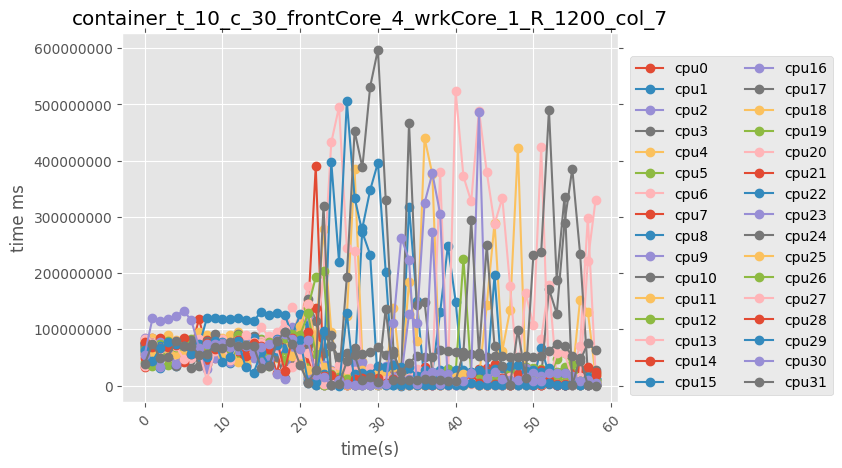 container_t_10_c_30_frontCore_4_wrkCore_1_R_1200_col_7
time ms
600000000
500000000
400000000
300000000
200000000
100000000
0
0
10
20
30
40
50
60
time(s)
cpu0
cpu1
cpu2
cpu3
cpu4
cpu5
cpu6
cpu7
cpu8
cpu9
cpu10
cpu11
cpu12
cpu13
cpu14
cpu15
cpu16
cpu17
cpu18
cpu19
cpu20
cpu21
cpu22
cpu23
cpu24
cpu25
cpu26
cpu27
cpu28
cpu29
cpu30
cpu31